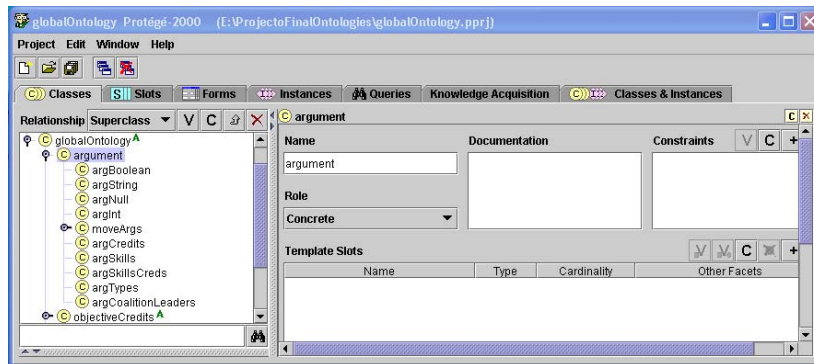 globalOntology Protégé-2000 (E:\ProjectoFinalOntologies\globalOntology.pprj)
Project Edit Window Help
C Classes S Slots Forms I Instances Queries Knowledge Acquisition C I Classes & Instances
Relationship Superclass V C
C globalOntology A
C argument
C argBoolean
C argString
C argNull
C argInt
C moveArgs
C argCredits
C argSkills
C argSkillsCreds
C argTypes
C argCoalitionLeaders
C objectiveCredits A
C argument C x
Name Documentation Constraints V C +
argument
Role
Concrete
Template Slots V V C +
Name Type Cardinality Other Facets